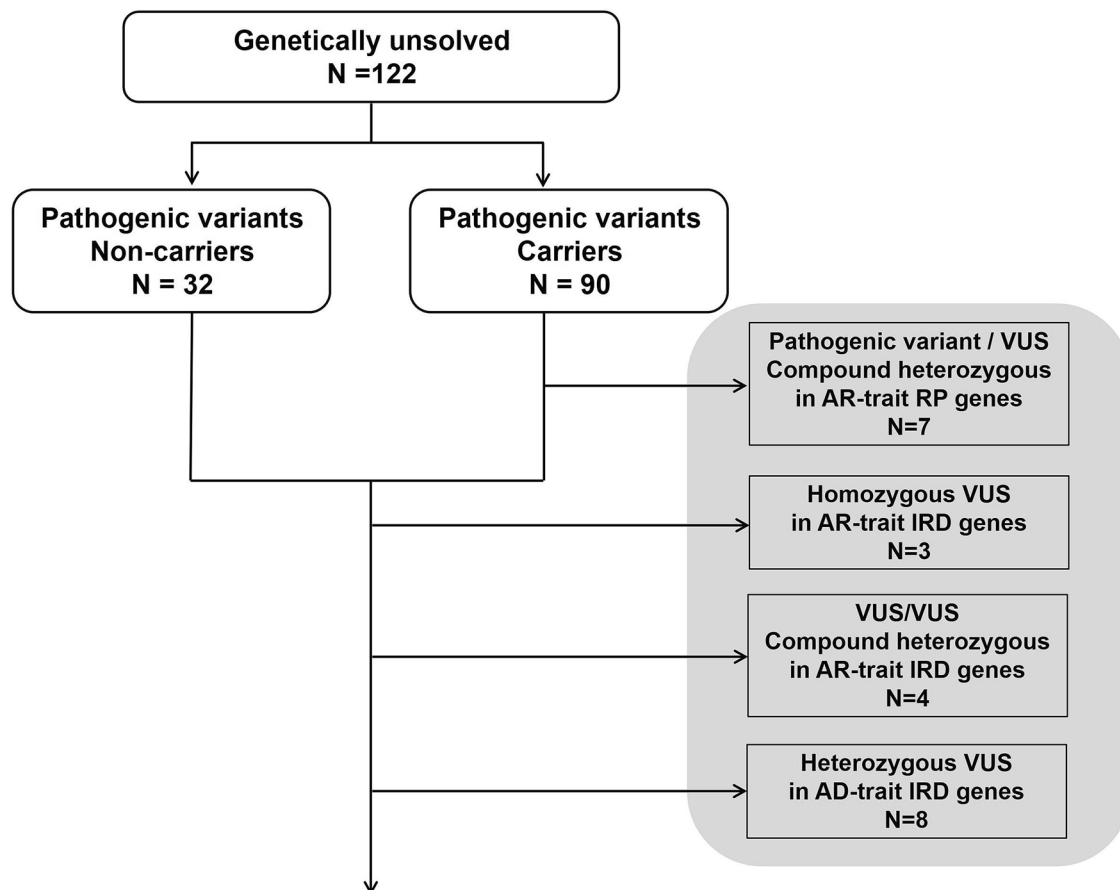 Genetically unsolved
N =122
Pathogenic variants
Non-carriers
N = 32
Pathogenic variants
Carriers
N = 90
Pathogenic variant / VUS
Compound heterozygous
in AR-trait RP genes
N=7
Homozygous VUS
in AR-trait IRD genes
N=3
VUS/VUS
Compound heterozygous
in AR-trait IRD genes
N=4
Heterozygous VUS
in AD-trait IRD genes
N=8